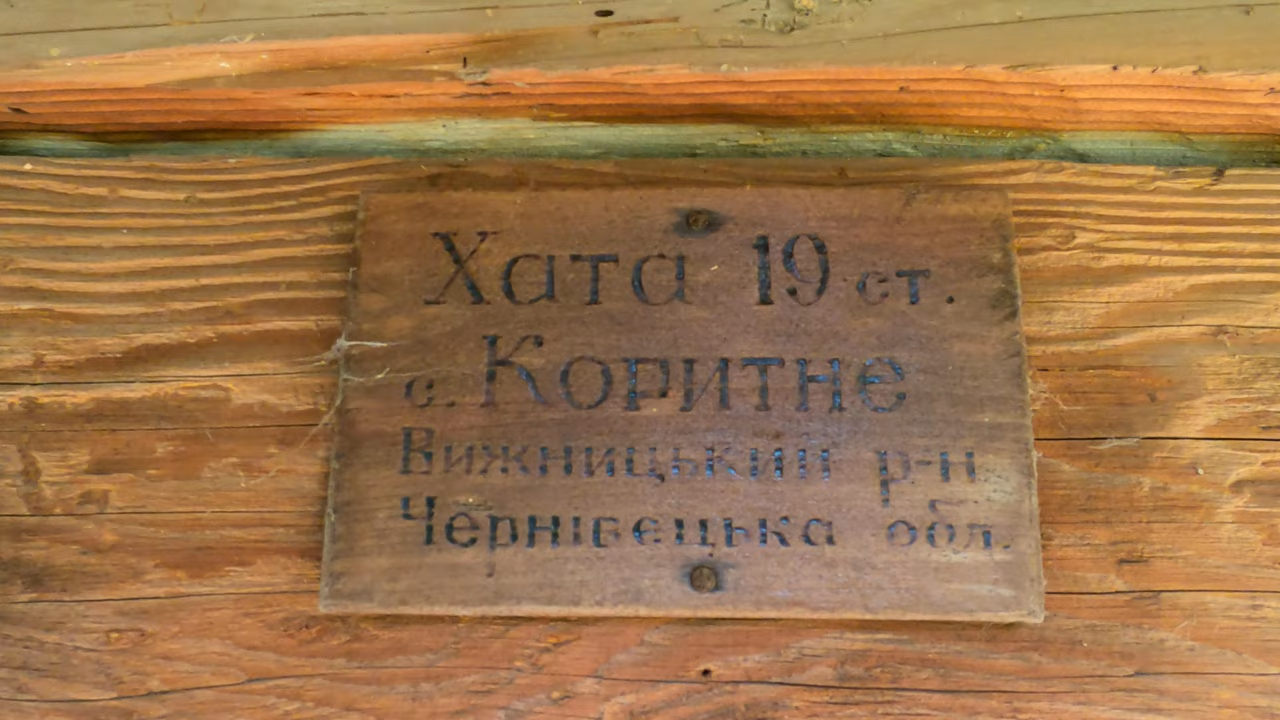 Хата 19 ст.
с. Коритне
Вижницький р-н
Чернівецька обл.